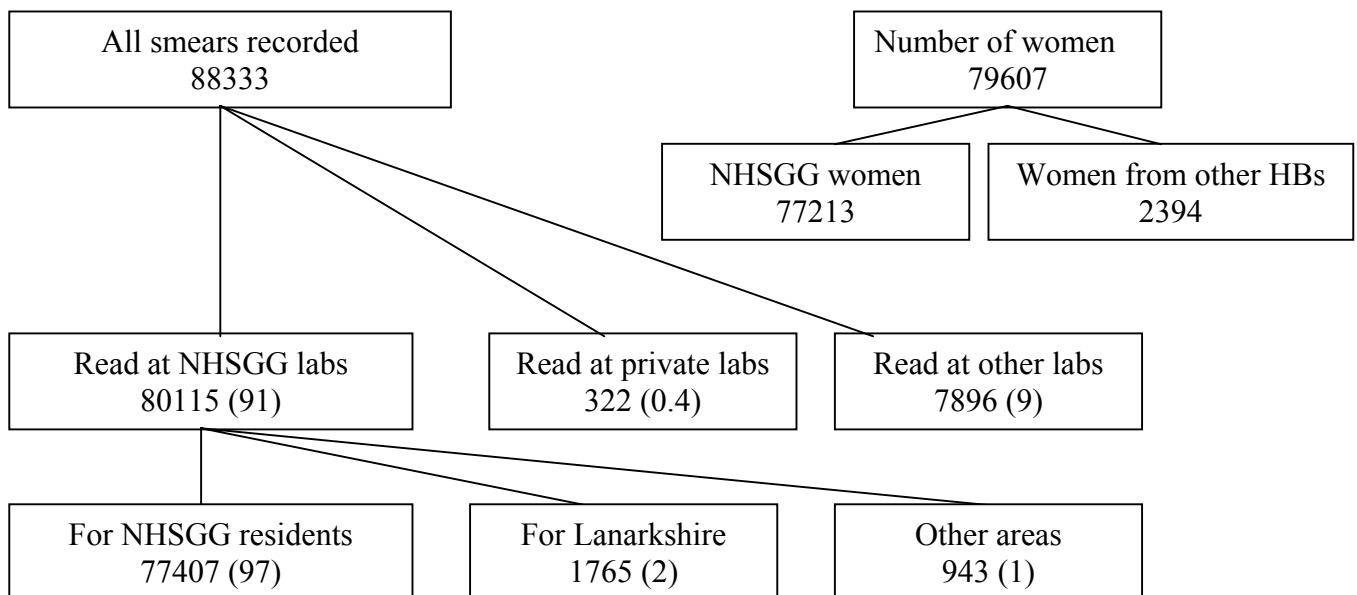 All smears recorded
88333
Number of women
79607
NHSGG women
77213
Women from other HBs
2394
Read at NHSGG labs
80115 (91)
Read at private labs
322 (0.4)
Read at other labs
7896 (9)
For NHSGG residents
77407 (97)
For Lanarkshire
1765 (2)
Other areas
943 (1)